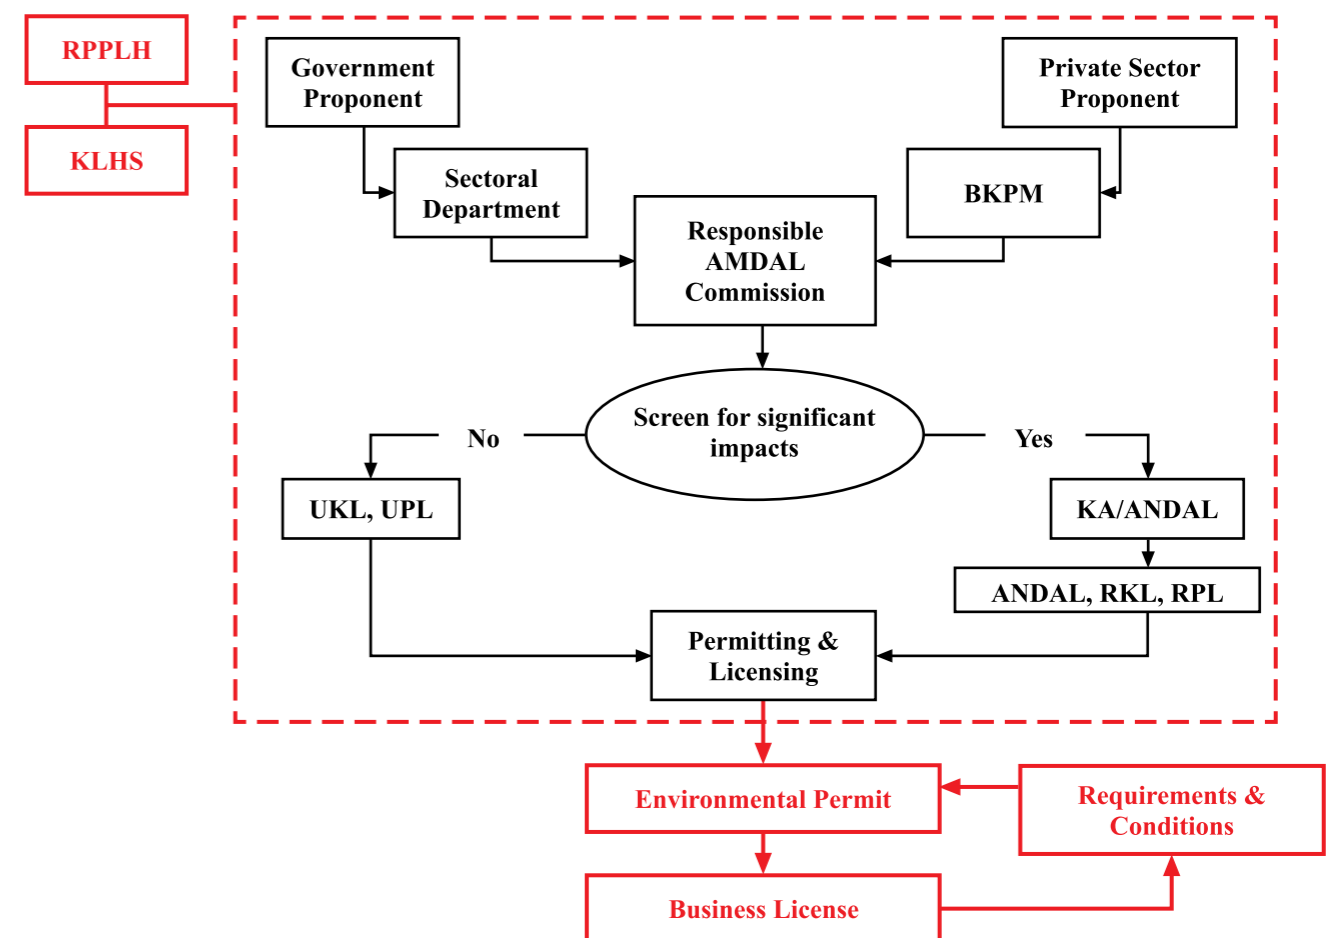 RPPLH
KLHS
Government
Proponent
Private Sector
Proponent
Sectoral
Department
BKPM
Responsible
AMDAL
Commission
Screen for significant
impacts
No
Yes
UKL, UPL
KA/ANDAL
ANDAL, RKL, RPL
Permitting &
Licensing
Environmental Permit
Requirements &
Conditions
Business License